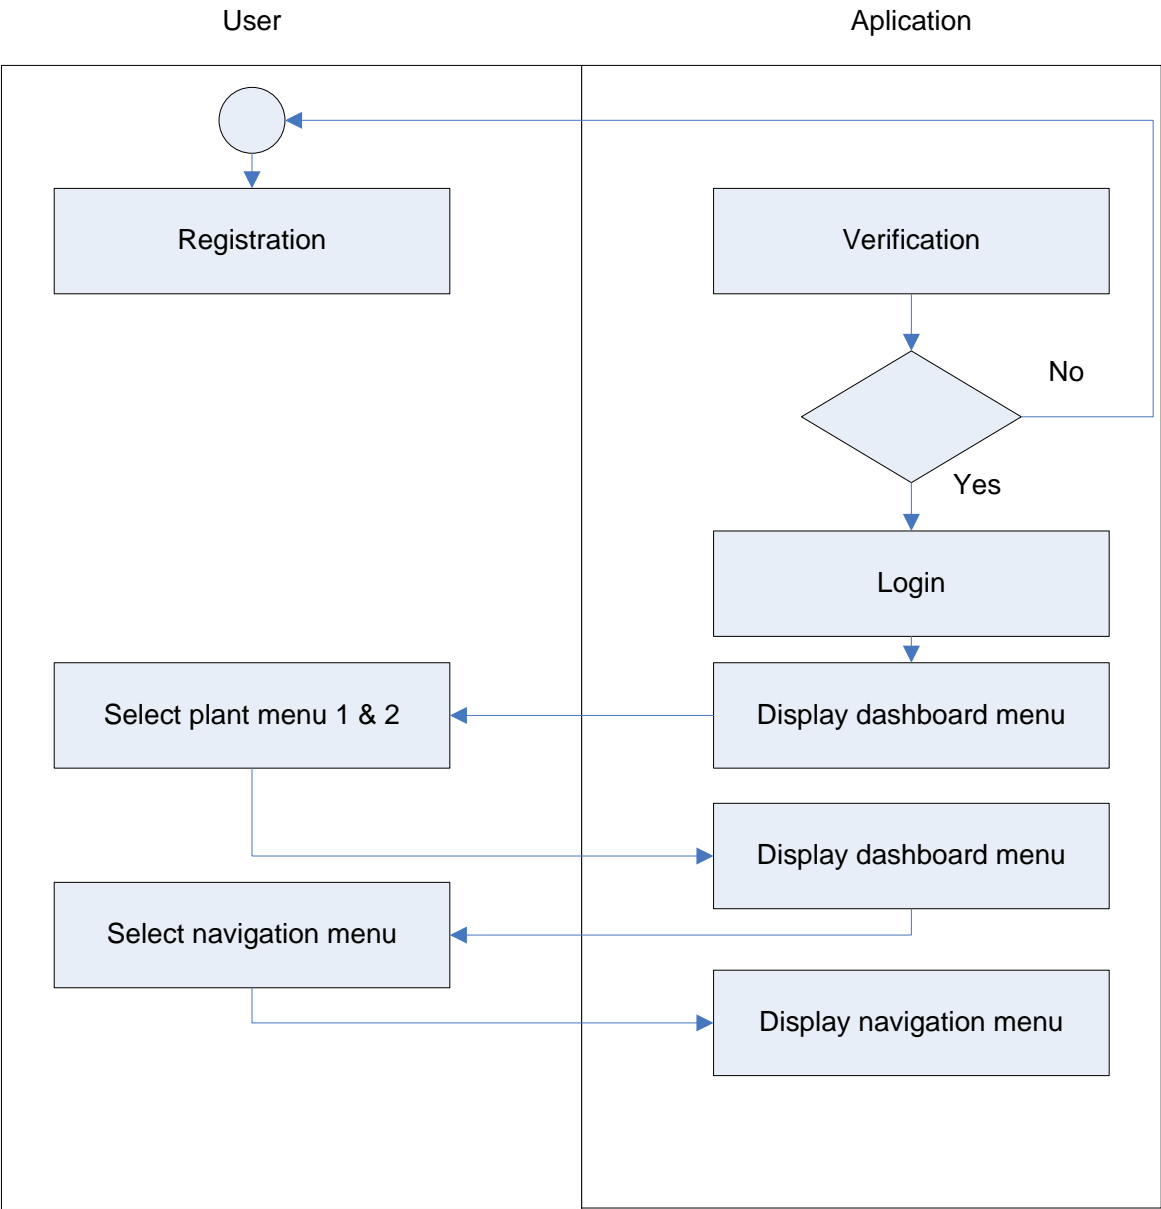 User
Aplication
Registration
Verification
No
Yes
Login
Select plant menu 1 & 2
Display dashboard menu
Display dashboard menu
Select navigation menu
Display navigation menu